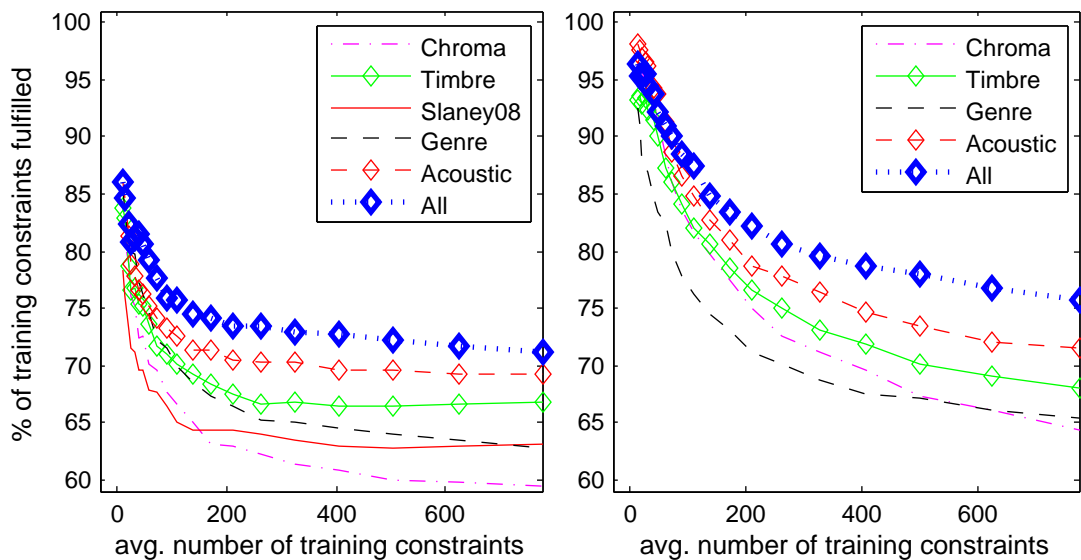 % of training constraints fulfilled
100
95
90
85
80
75
70
65
60
0
200
400
600
avg. number of training constraints
Chroma
Timbre
Slaney08
Genre
Acoustic
All
100
95
90
85
80
75
70
65
60
0
200
400
600
avg. number of training constraints
Chroma
Timbre
Genre
Acoustic
All